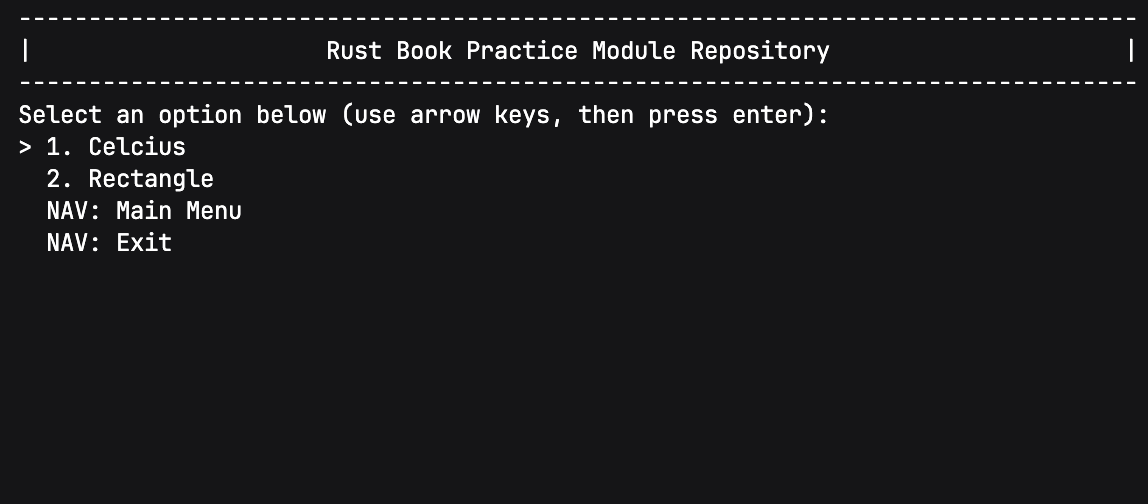 --------------------------------------------------------------------------------
| Rust Book Practice Module Repository |
--------------------------------------------------------------------------------
Select an option below (use arrow keys, then press enter):
> 1. Celcius
2. Rectangle
NAV: Main Menu
NAV: Exit